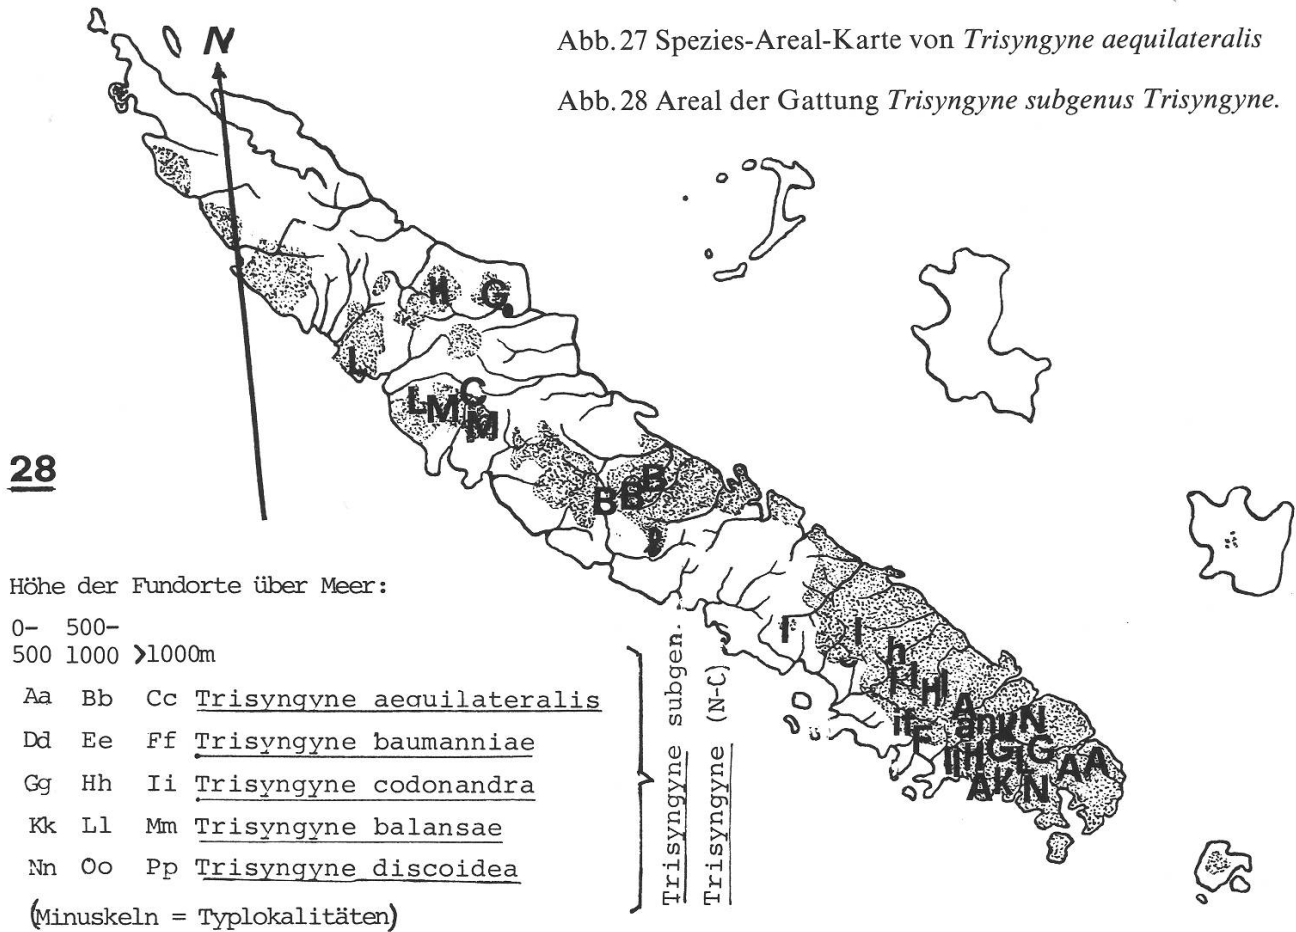 Abb. 27 Spezies-Areal-Karte von Trisyngyne aequilateralis
Abb. 28 Areal der Gattung Trisyngyne subgenus Trisyngyne.
N
H G
L
L M C
M
B B B
28
I I
h
I I H I
A
if an k N
F
I I H G L G
A A
A K N
Höhe der Fundorte über Meer:
0- 500-
500 1000 >1000m
Aa Bb Cc Trisyngyne aequilateralis
Dd Ee Ff Trisyngyne baumanniae
Gg Hh Ii Trisyngyne codonandra
Kk Ll Mm Trisyngyne balansae
Nn Oo Pp Trisyngyne discoidea
(Minuskeln = Typlokalitäten)
Trisyngyne subgen.
Trisyngyne (N-C)